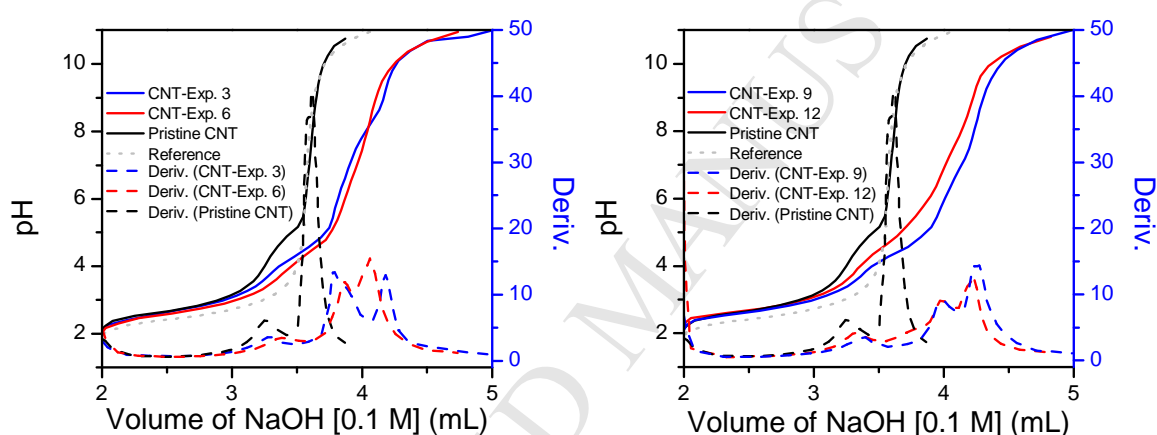 50
10
40
CNT-Exp. 3
CNT-Exp. 6
8
Pristine CNT
30
Reference
Deriv. (CNT-Exp. 3)
6
Deriv. (CNT-Exp. 6)
20
Deriv. (Pristine CNT)
4
10
2
0
2
3
4
5
pH
Deriv.
Volume of NaOH [0.1 M] (mL)
50
10
40
CNT-Exp. 9
CNT-Exp. 12
8
Pristine CNT
30
Reference
Deriv. (CNT-Exp. 9)
6
Deriv. (CNT-Exp. 12)
20
Deriv. (Pristine CNT)
4
10
2
0
2
3
4
5
pH
Deriv.
Volume of NaOH [0.1 M] (mL)
D MANUS